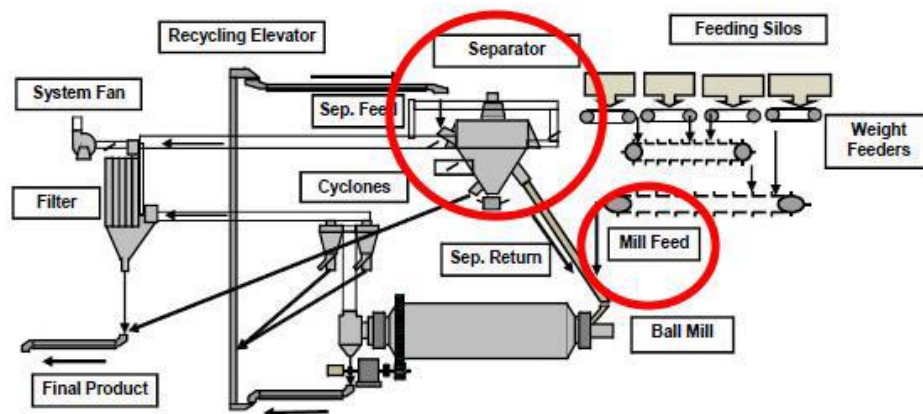 Recycling Elevator
Separator
Feeding Silos
System Fan
Sep. Feed
Weight
Feeders
Filter
Cyclones
Mill Feed
Sep. Return
Ball Mill
Final Product